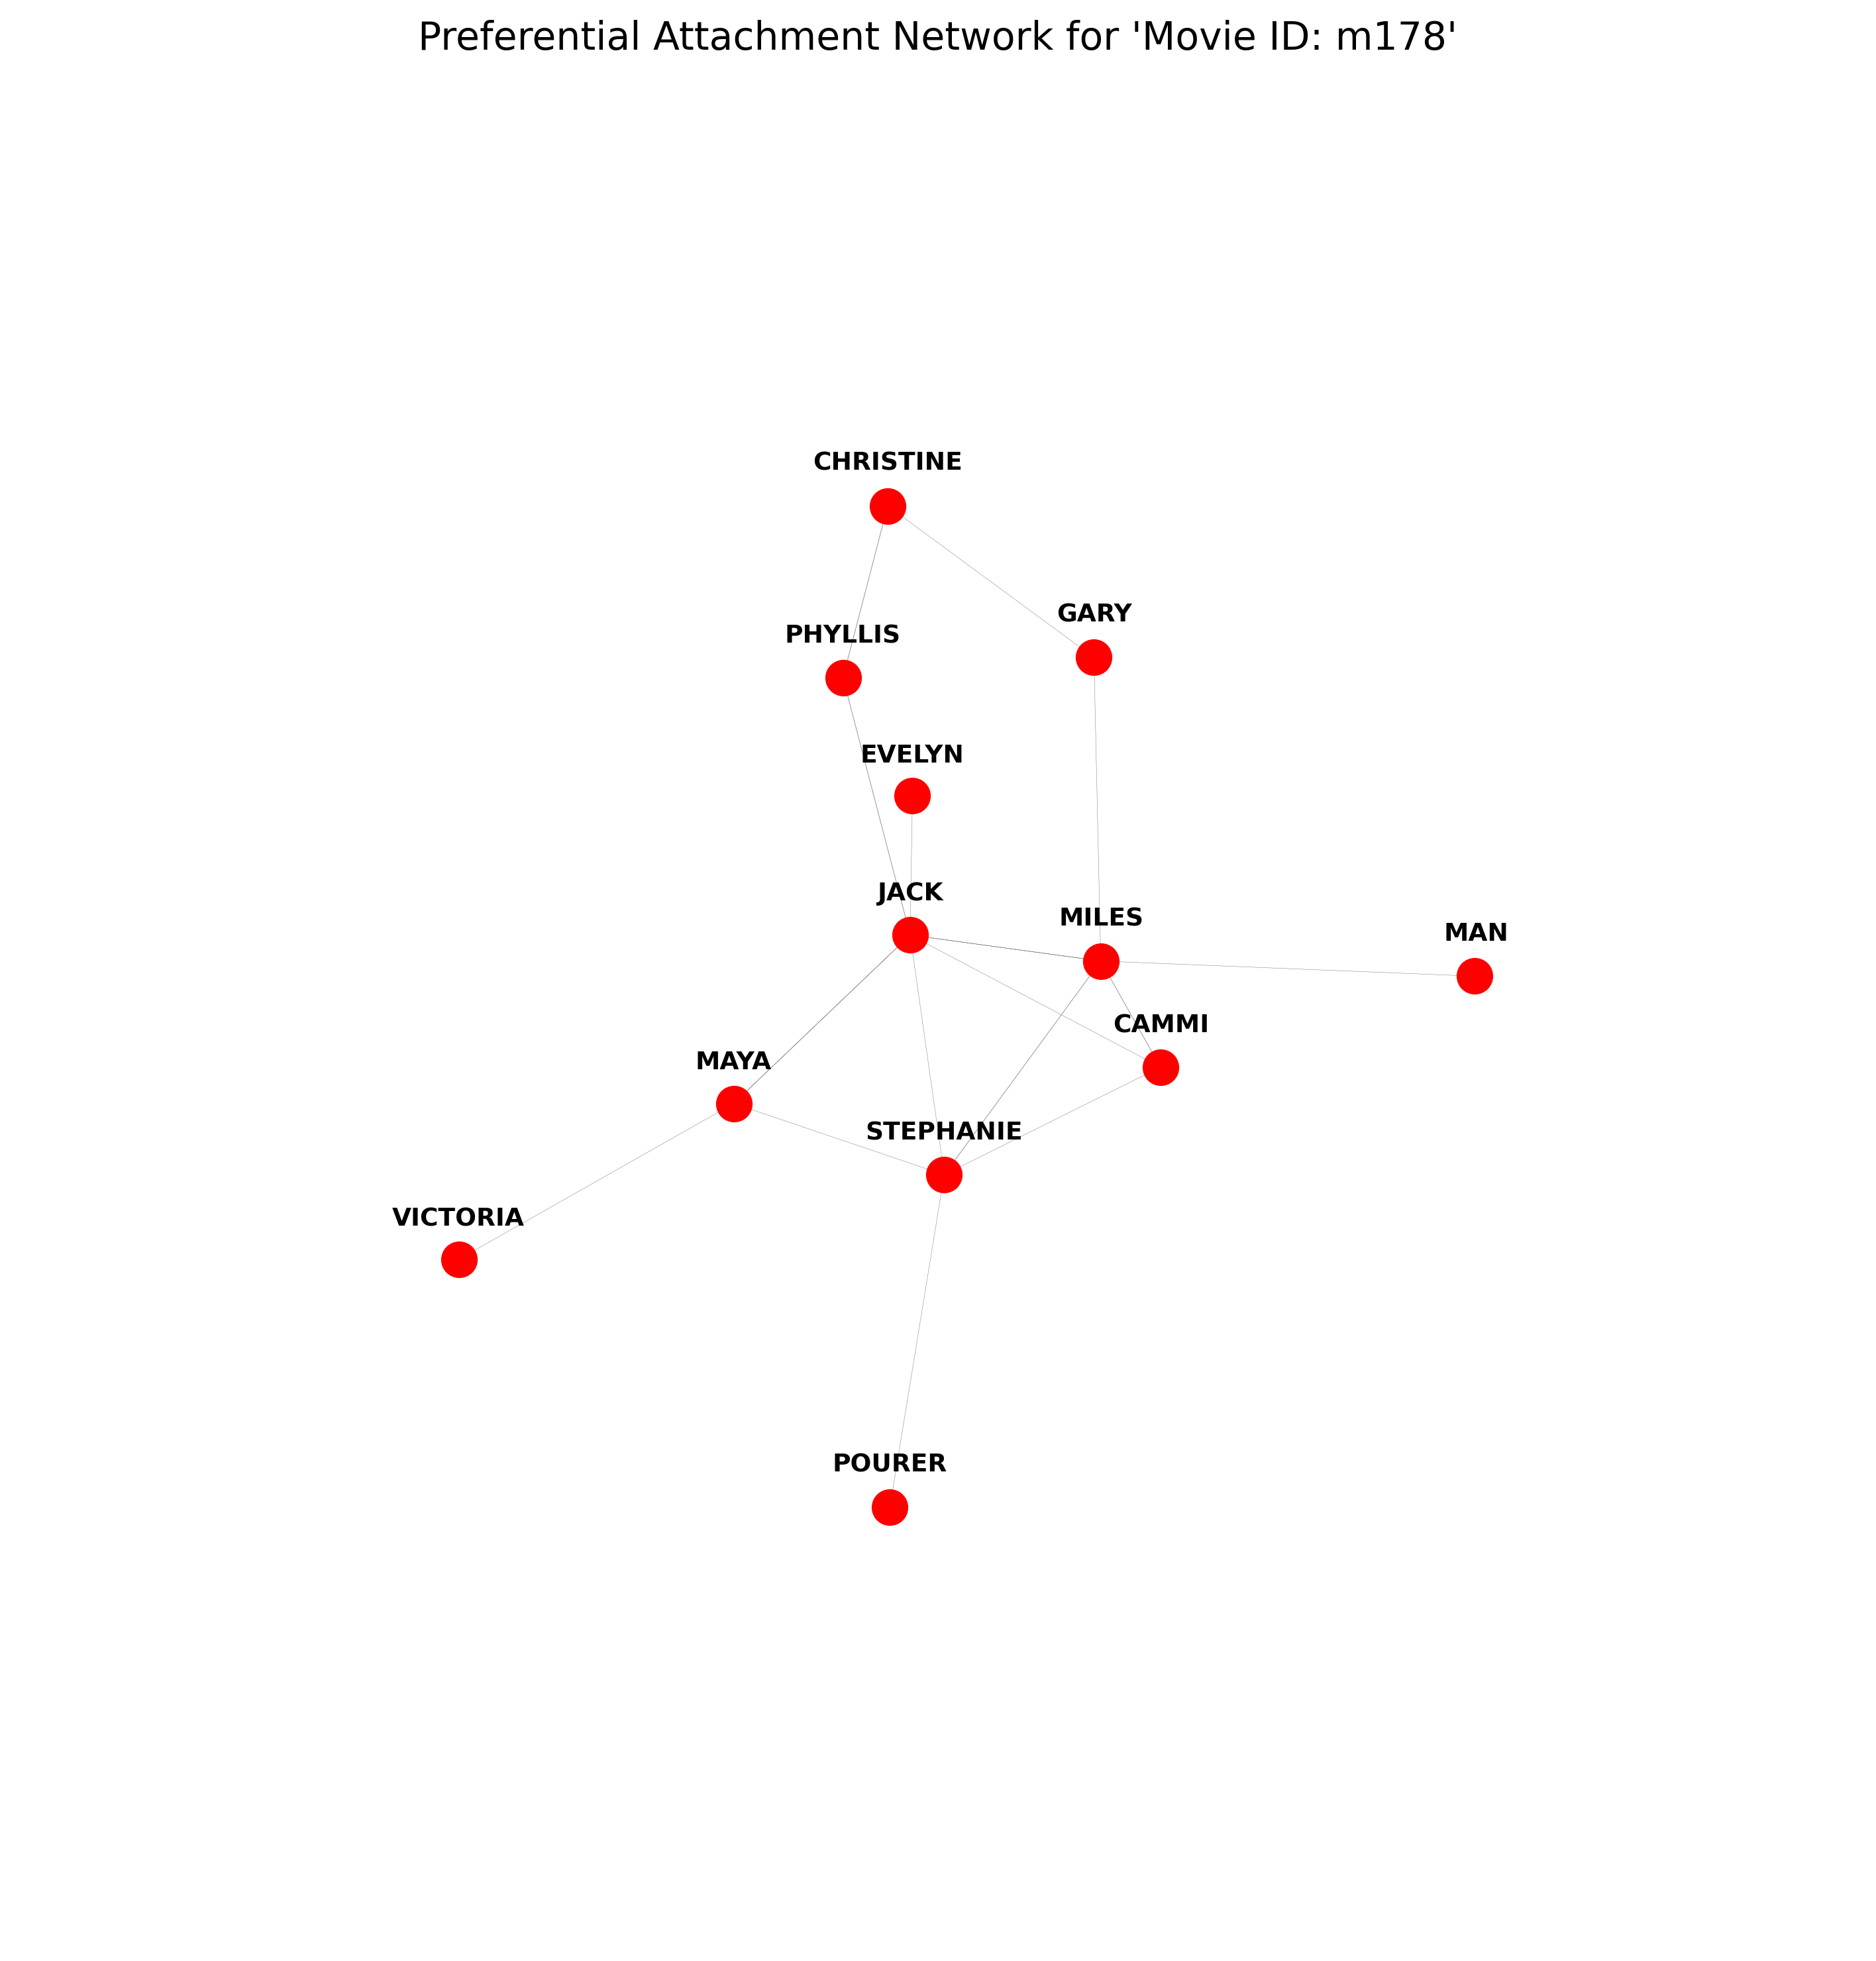 Preferential Attachment Network for 'Movie ID: m178'
CHRISTINE
GARY
PHYLLIS
EVELYN
JACK
MILES
MAN
CAMMI
MAYA
STEPHANIE
VICTORIA
POURER